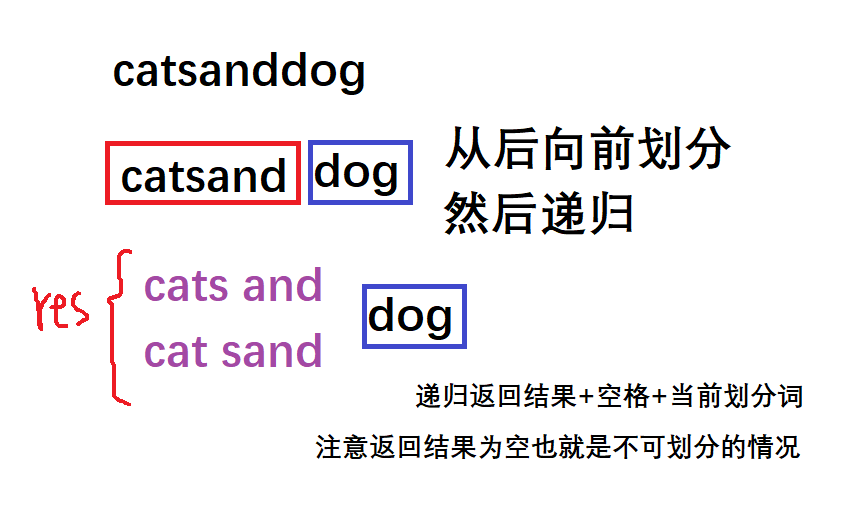 catsanddog
catsand dog 从后向前划分
然后递归
res cats and dog
cat sand
递归返回结果+空格+当前划分词
注意返回结果为空也就是不可划分的情况